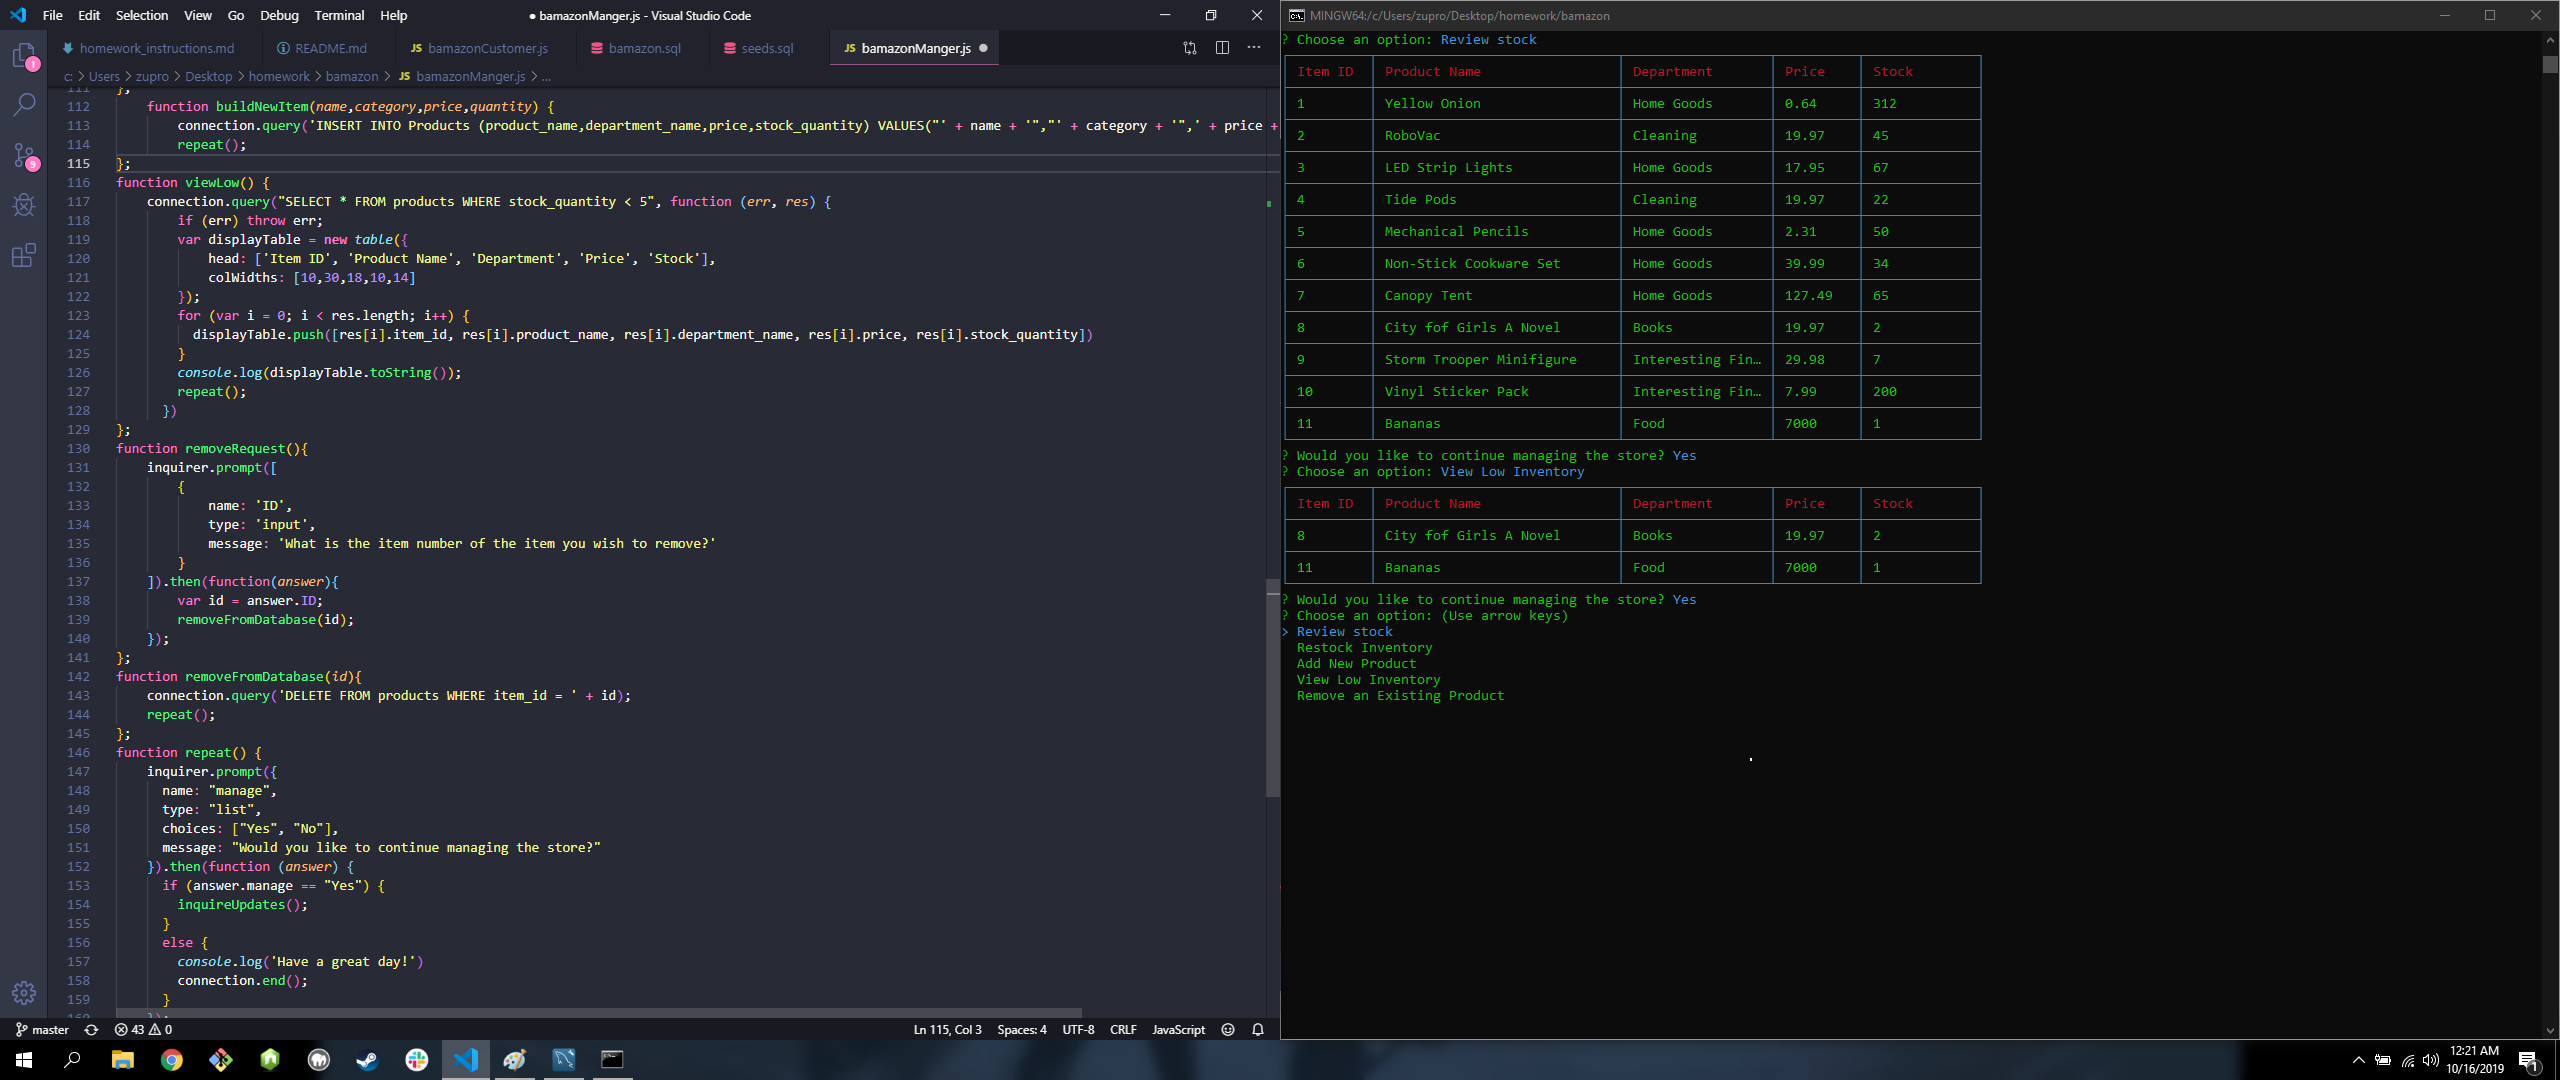 File Edit Selection View Go Debug Terminal Help ● bamazonManger.js - Visual Studio Code
homework_instructions.md README.md JS bamazonCustomer.js bamazon.sql seeds.sql JS bamazonManger.js ●
c: > Users > zupro > Desktop > homework > bamazon > JS bamazonManger.js > ...
111 };
112 function buildNewItem(name,category,price,quantity) {
113 connection.query('INSERT INTO Products (product_name,department_name,price,stock_quantity) VALUES("' + name + '","' + category + '",' + price +
114 repeat();
115 };
116 function viewLow() {
117 connection.query("SELECT * FROM products WHERE stock_quantity < 5", function (err, res) {
118 if (err) throw err;
119 var displayTable = new table({
120 head: ['Item ID', 'Product Name', 'Department', 'Price', 'Stock'],
121 colWidths: [10,30,18,10,14]
122 });
123 for (var i = 0; i < res.length; i++) {
124 displayTable.push([res[i].item_id, res[i].product_name, res[i].department_name, res[i].price, res[i].stock_quantity])
125 }
126 console.log(displayTable.toString());
127 repeat();
128 })
129 };
130 function removeRequest(){
131 inquirer.prompt([
132 {
133 name: 'ID',
134 type: 'input',
135 message: 'What is the item number of the item you wish to remove?'
136 }
137 ]).then(function(answer){
138 var id = answer.ID;
139 removeFromDatabase(id);
140 });
141 };
142 function removeFromDatabase(id){
143 connection.query('DELETE FROM products WHERE item_id = ' + id);
144 repeat();
145 };
146 function repeat() {
147 inquirer.prompt({
148 name: "manage",
149 type: "list",
150 choices: ["Yes", "No"],
151 message: "Would you like to continue managing the store?"
152 }).then(function (answer) {
153 if (answer.manage == "Yes") {
154 inquireUpdates();
155 }
156 else {
157 console.log('Have a great day!')
158 connection.end();
159 }
1
9
master 43 0 Ln 115, Col 3 Spaces: 4 UTF-8 CRLF JavaScript
MINGW64:/c/Users/zupro/Desktop/homework/bamazon
? Choose an option: Review stock
Item ID Product Name Department Price Stock
1 Yellow Onion Home Goods 0.64 312
2 RoboVac Cleaning 19.97 45
3 LED Strip Lights Home Goods 17.95 67
4 Tide Pods Cleaning 19.97 22
5 Mechanical Pencils Home Goods 2.31 50
6 Non-Stick Cookware Set Home Goods 39.99 34
7 Canopy Tent Home Goods 127.49 65
8 City fof Girls A Novel Books 19.97 2
9 Storm Trooper Minifigure Interesting Fin… 29.98 7
10 Vinyl Sticker Pack Interesting Fin… 7.99 200
11 Bananas Food 7000 1
? Would you like to continue managing the store? Yes
? Choose an option: View Low Inventory
Item ID Product Name Department Price Stock
8 City fof Girls A Novel Books 19.97 2
11 Bananas Food 7000 1
? Would you like to continue managing the store? Yes
? Choose an option: (Use arrow keys)
> Review stock
Restock Inventory
Add New Product
View Low Inventory
Remove an Existing Product
12:21 AM
10/16/2019
1